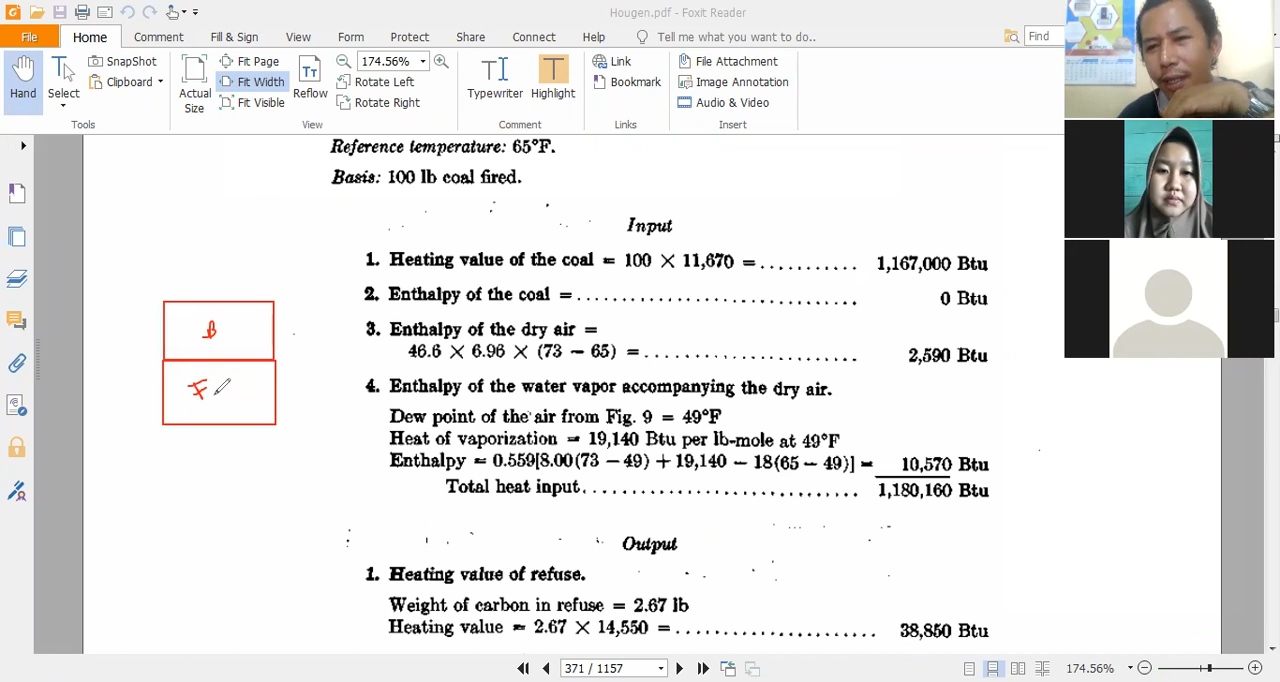 Hougen.pdf - Foxit Reader
File Home Comment Fill & Sign View Form Protect Share Connect Help Tell me what you want to do.. Find
Hand
Select
SnapShot
Clipboard
Actual Size
Fit Page
Fit Width
Fit Visible
Reflow
174.56%
Rotate Left
Rotate Right
Typewriter
Highlight
Link
Bookmark
File Attachment
Image Annotation
Audio & Video
Tools View Comment Links Insert
Reference temperature: 65°F.
Basis: 100 lb coal fired.
Input
1. Heating value of the coal = 100 × 11,670 = ........... 1,167,000 Btu
2. Enthalpy of the coal = ................................. 0 Btu
3. Enthalpy of the dry air =
46.6 × 6.96 × (73 − 65) = ......................... 2,590 Btu
4. Enthalpy of the water vapor accompanying the dry air.
Dew point of the air from Fig. 9 = 49°F
Heat of vaporization = 19,140 Btu per lb-mole at 49°F
Enthalpy = 0.559[8.00(73 − 49) + 19,140 − 18(65 − 49)] = 10,570 Btu
Total heat input................................ 1,180,160 Btu
Output
1. Heating value of refuse.
Weight of carbon in refuse = 2.67 lb
Heating value = 2.67 × 14,550 = ....................... 38,850 Btu
B
F
371 / 1157
174.56%